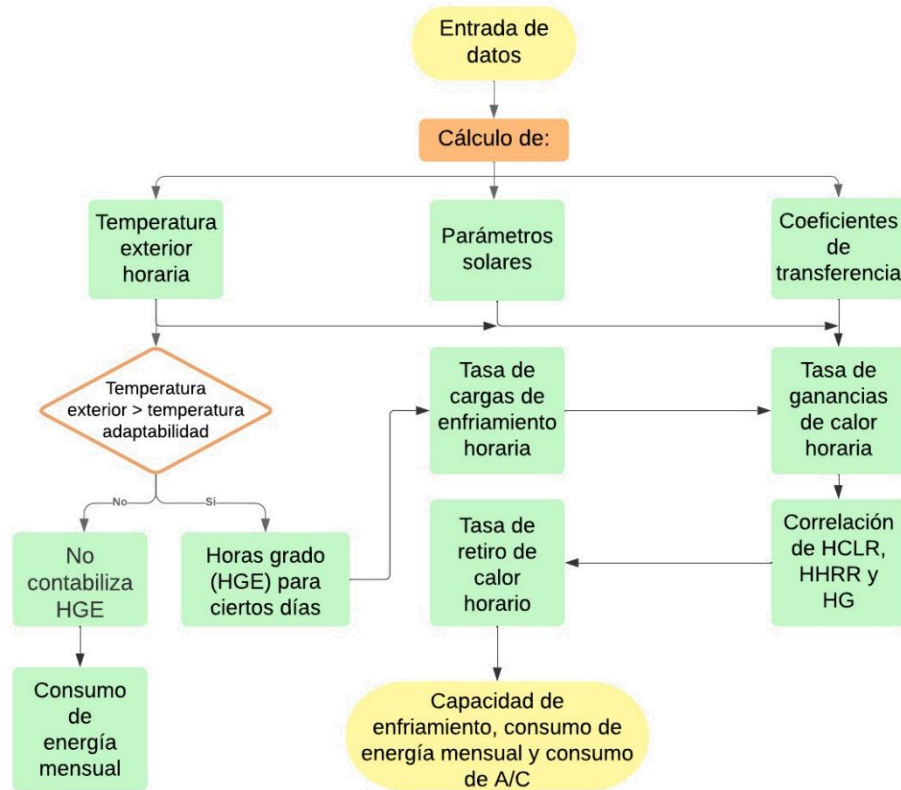 Entrada de
datos
Cálculo de:
Temperatura
exterior
horaria
Parámetros
solares
Coeficientes
de
transferencia
Temperatura
exterior > temperatura
adaptabilidad
Tasa de
cargas de
enfriamiento
horaria
Tasa de
ganancias
de calor
horaria
No
Si
No
contabiliza
HGE
Horas grado
(HGE) para
ciertos días
Tasa de
retiro de
calor
horario
Correlación
de HCLR,
HHRR y
HG
Consumo
de
energía
mensual
Capacidad de
enfriamiento, consumo de
energía mensual y consumo
de A/C